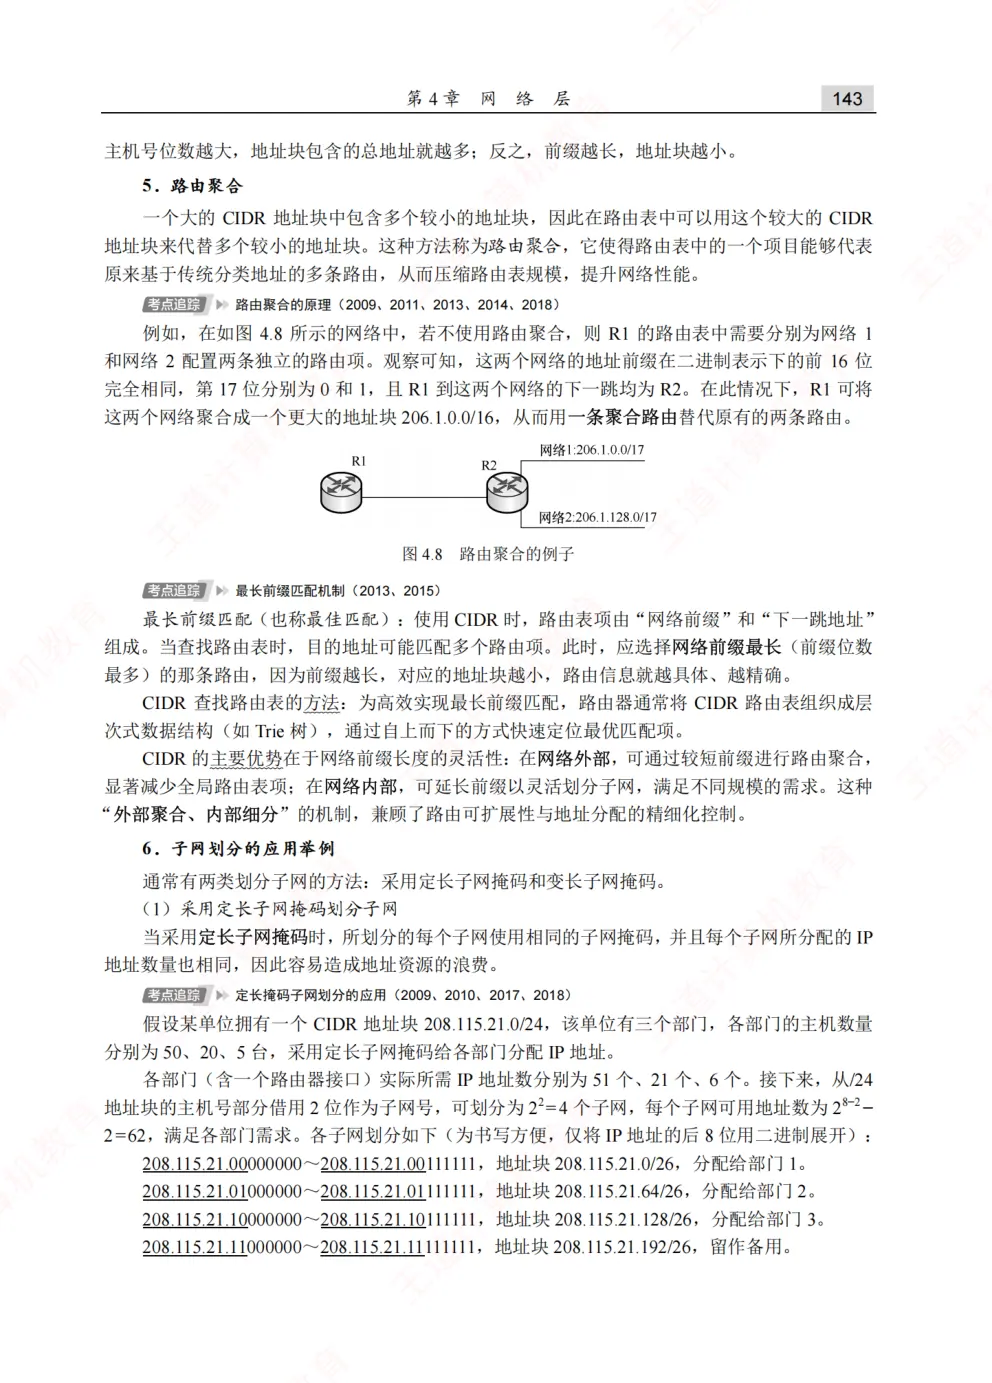 第 4 章 网 络 层 143
主机号位数越大，地址块包含的总地址就越多；反之，前缀越长，地址块越小。
5．路由聚合
一个大的 CIDR 地址块中包含多个较小的地址块，因此在路由表中可以用这个较大的 CIDR
地址块来代替多个较小的地址块。这种方法称为路由聚合，它使得路由表中的一个项目能够代表
原来基于传统分类地址的多条路由，从而压缩路由表规模，提升网络性能。
考点追踪 路由聚合的原理（2009、2011、2013、2014、2018）
例如，在如图 4.8 所示的网络中，若不使用路由聚合，则 R1 的路由表中需要分别为网络 1
和网络 2 配置两条独立的路由项。观察可知，这两个网络的地址前缀在二进制表示下的前 16 位
完全相同，第 17 位分别为 0 和 1，且 R1 到这两个网络的下一跳均为 R2。在此情况下，R1 可将
这两个网络聚合成一个更大的地址块 206.1.0.0/16，从而用一条聚合路由替代原有的两条路由。
网络1:206.1.0.0/17
R1
R2
网络2:206.1.128.0/17
图 4.8 路由聚合的例子
考点追踪 最长前缀匹配机制（2013、2015）
最长前缀匹配（也称最佳匹配）：使用 CIDR 时，路由表项由“网络前缀”和“下一跳地址”
组成。当查找路由表时，目的地址可能匹配多个路由项。此时，应选择网络前缀最长（前缀位数
最多）的那条路由，因为前缀越长，对应的地址块越小，路由信息就越具体、越精确。
CIDR 查找路由表的方法：为高效实现最长前缀匹配，路由器通常将 CIDR 路由表组织成层
次式数据结构（如 Trie 树），通过自上而下的方式快速定位最优匹配项。
CIDR 的主要优势在于网络前缀长度的灵活性：在网络外部，可通过较短前缀进行路由聚合，
显著减少全局路由表项；在网络内部，可延长前缀以灵活划分子网，满足不同规模的需求。这种
“外部聚合、内部细分”的机制，兼顾了路由可扩展性与地址分配的精细化控制。
6．子网划分的应用举例
通常有两类划分子网的方法：采用定长子网掩码和变长子网掩码。
（1）采用定长子网掩码划分子网
当采用定长子网掩码时，所划分的每个子网使用相同的子网掩码，并且每个子网所分配的 IP
地址数量也相同，因此容易造成地址资源的浪费。
考点追踪 定长掩码子网划分的应用（2009、2010、2017、2018）
假设某单位拥有一个 CIDR 地址块 208.115.21.0/24，该单位有三个部门，各部门的主机数量
分别为 50、20、5 台，采用定长子网掩码给各部门分配 IP 地址。
各部门（含一个路由器接口）实际所需 IP 地址数分别为 51 个、21 个、6 个。接下来，从/24
地址块的主机号部分借用 2 位作为子网号，可划分为 2²=4 个子网，每个子网可用地址数为 2⁸⁻²−
2=62，满足各部门需求。各子网划分如下（为书写方便，仅将 IP 地址的后 8 位用二进制展开）：
208.115.21.00000000～208.115.21.00111111，地址块 208.115.21.0/26，分配给部门 1。
208.115.21.01000000～208.115.21.01111111，地址块 208.115.21.64/26，分配给部门 2。
208.115.21.10000000～208.115.21.10111111，地址块 208.115.21.128/26，分配给部门 3。
208.115.21.11000000～208.115.21.11111111，地址块 208.115.21.192/26，留作备用。